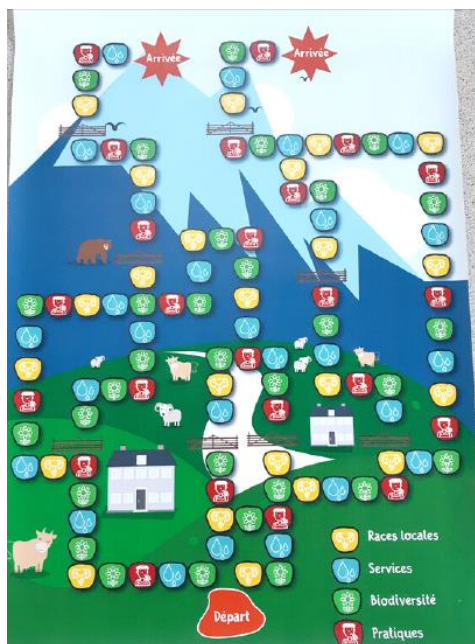 Arrivée
Arrivée
Races locales
Services
Biodiversité
Départ
Pratiques